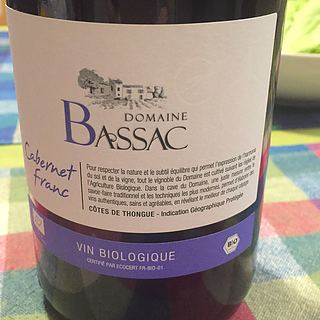 DOMAINE
BASSAC
Cabernet
franc
Pour respecter la nature et le subtil équilibre qui permet l'expression de l'harmonie
du sol et de la vigne, tout le vignoble du Domaine est cultivé suivant les règles de
l'Agriculture Biologique. Dans la cave du Domaine, une juste mesure entre le
savoir-faire traditionnel et les techniques les plus modernes, permet d'élaborer des
vins authentiques, sains et agréables, en révélant le meilleur de chaque cépage.
CÔTES DE THONGUE - Indication Géographique Protégée
VIN BIOLOGIQUE
CERTIFIÉ PAR ECOCERT FR-BIO-01
BIO